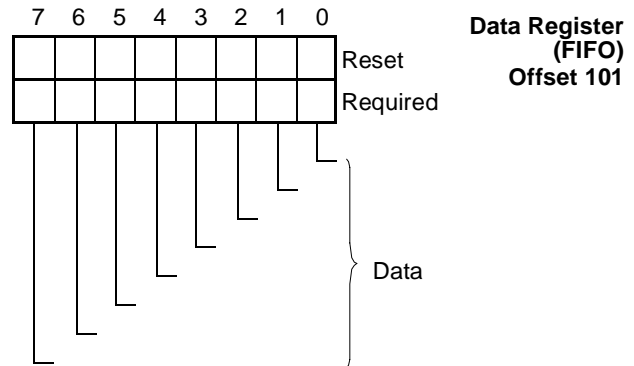 7 6 5 4 3 2 1 0
Data Register
(FIFO)
Offset 101
Reset
Required
Data